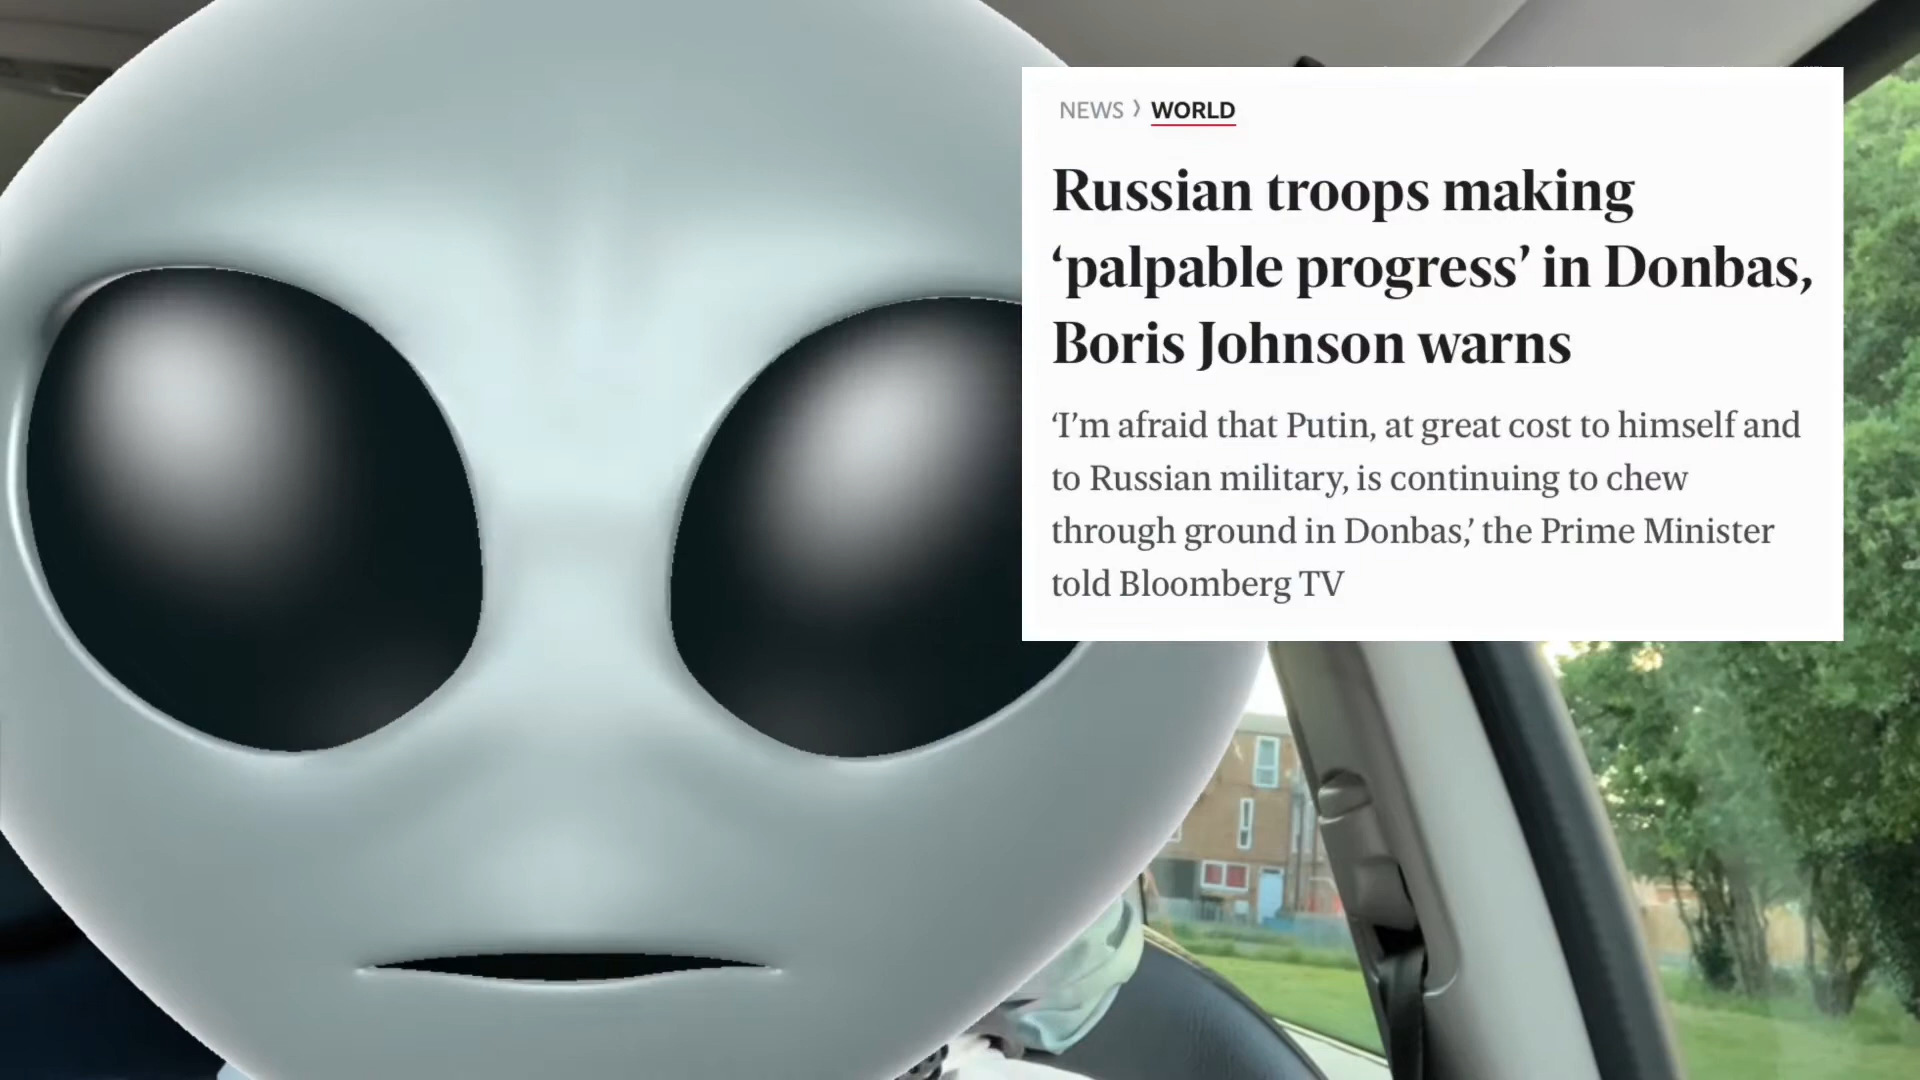 NEWS 〉 WORLD
Russian troops making
‘palpable progress’ in Donbas,
Boris Johnson warns
‘I’m afraid that Putin, at great cost to himself and
to Russian military, is continuing to chew
through ground in Donbas,’ the Prime Minister
told Bloomberg TV